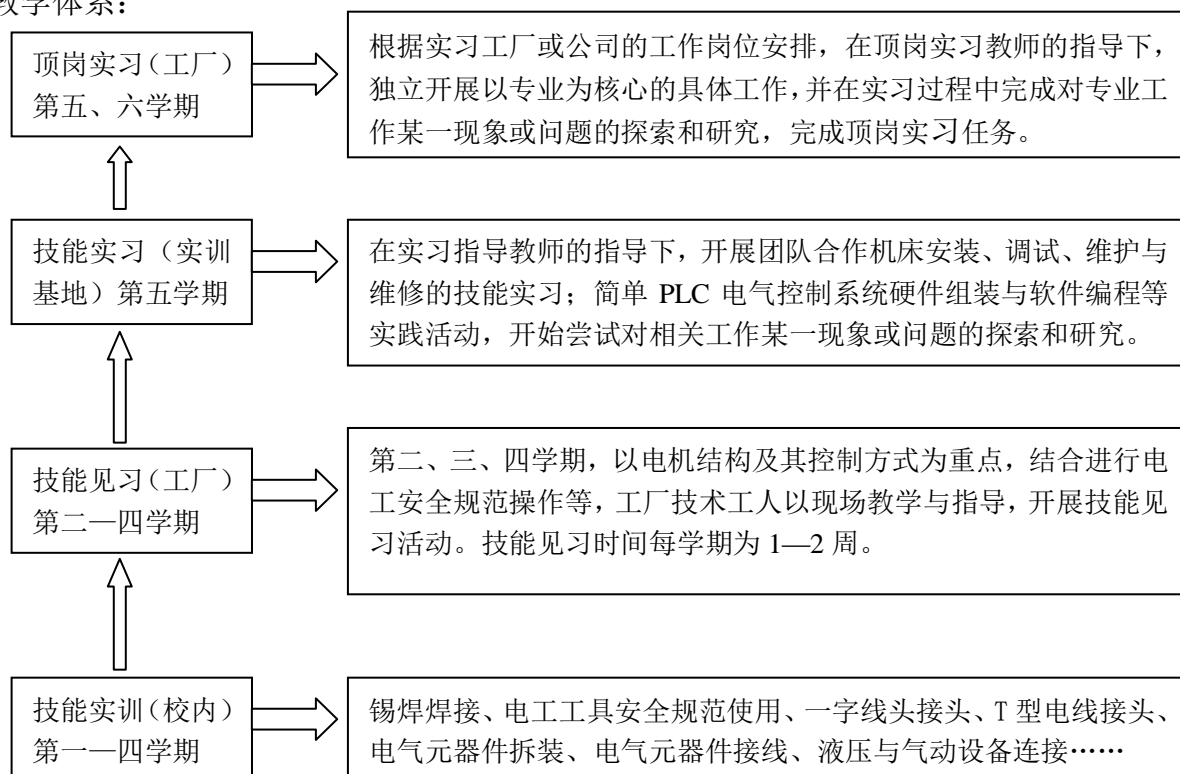 教学体系：
顶岗实习（工厂）
第五、六学期
根据实习工厂或公司的工作岗位安排，在顶岗实习教师的指导下，
独立开展以专业为核心的具体工作，并在实习过程中完成对专业工
作某一现象或问题的探索和研究，完成顶岗实习任务。
技能实习（实训
基地）第五学期
在实习指导教师的指导下，开展团队合作机床安装、调试、维护与
维修的技能实习；简单 PLC 电气控制系统硬件组装与软件编程等
实践活动，开始尝试对相关工作某一现象或问题的探索和研究。
技能见习（工厂）
第二—四学期
第二、三、四学期，以电机结构及其控制方式为重点，结合进行电
工安全规范操作等，工厂技术工人以现场教学与指导，开展技能见
习活动。技能见习时间每学期为 1—2 周。
技能实训（校内）
第一—四学期
锡焊焊接、电工工具安全规范使用、一字线头接头、T 型电线接头、
电气元器件拆装、电气元器件接线、液压与气动设备连接……